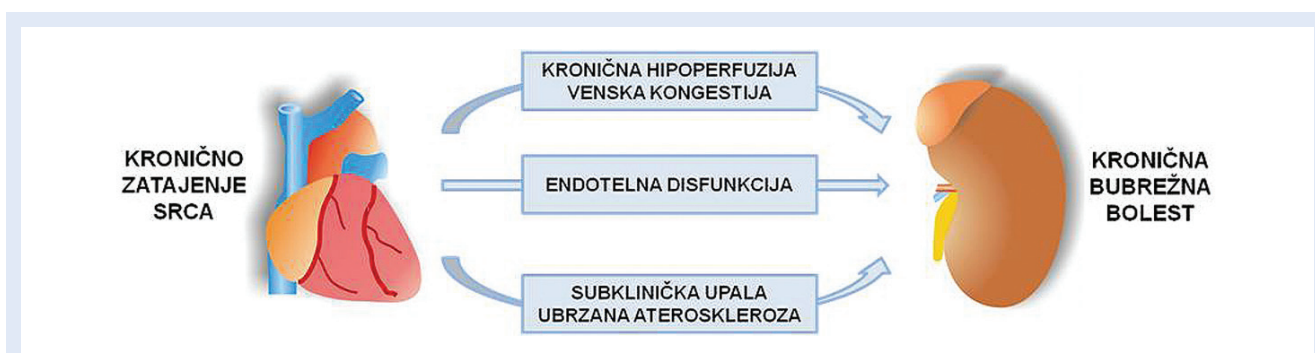 KRONIČNO
ZATAJENJE
SRCA
KRONIČNA HIPOPERFUZIJA
VENSKA KONGESTIJA
ENDOTELNA DISFUNKCIJA
SUBKLINIČKA UPALA
UBRZANA ATEROSKLEROZA
KRONIČNA
BUBREŽNA
BOLEST